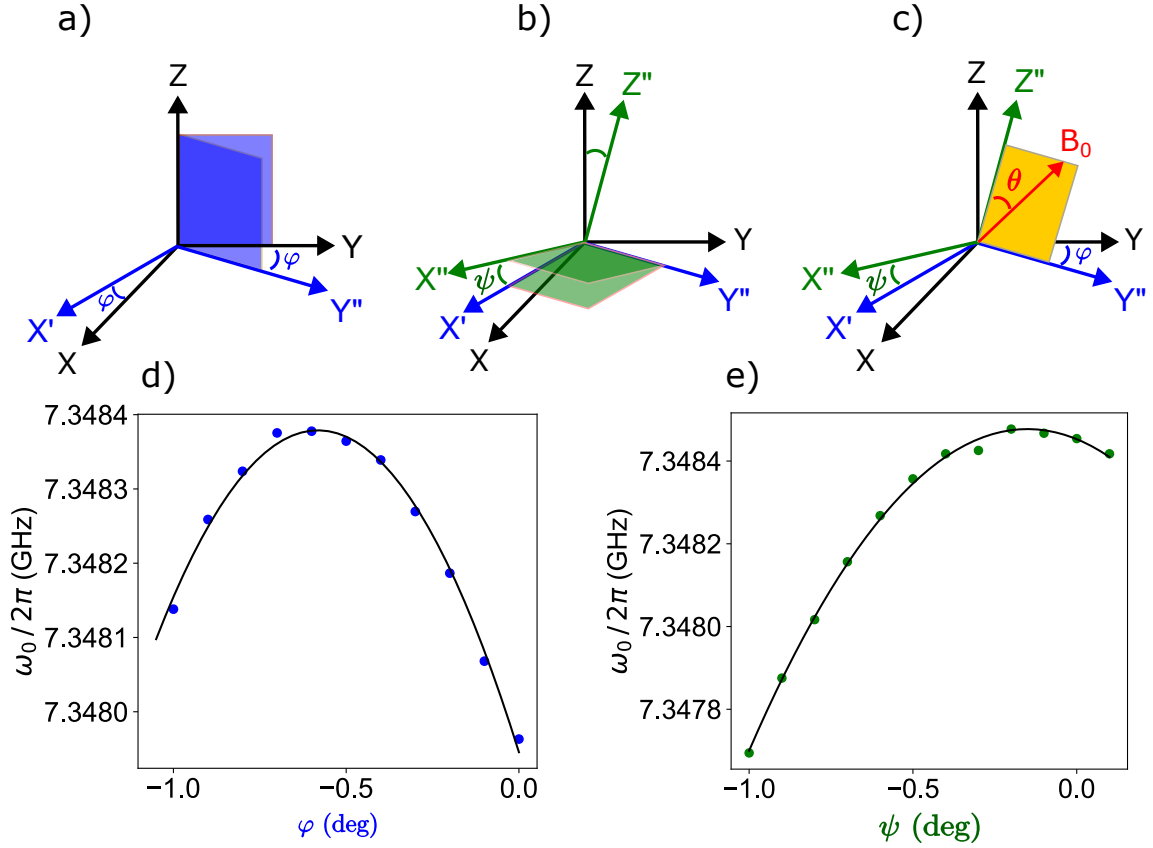 a)
b)
c)
Z
Y
φ
Y"
X'
φ
X
Z
Z"
Y
X"
ψ
X'
X
Y"
Z
Z"
B₀
θ
Y
φ
X"
ψ
X'
X
Y"
d)
ω₀/2π (GHz)
7.3484
7.3483
7.3482
7.3481
7.3480
−1.0
−0.5
0.0
φ (deg)
e)
ω₀/2π (GHz)
7.3484
7.3482
7.3480
7.3478
−1.0
−0.5
0.0
ψ (deg)